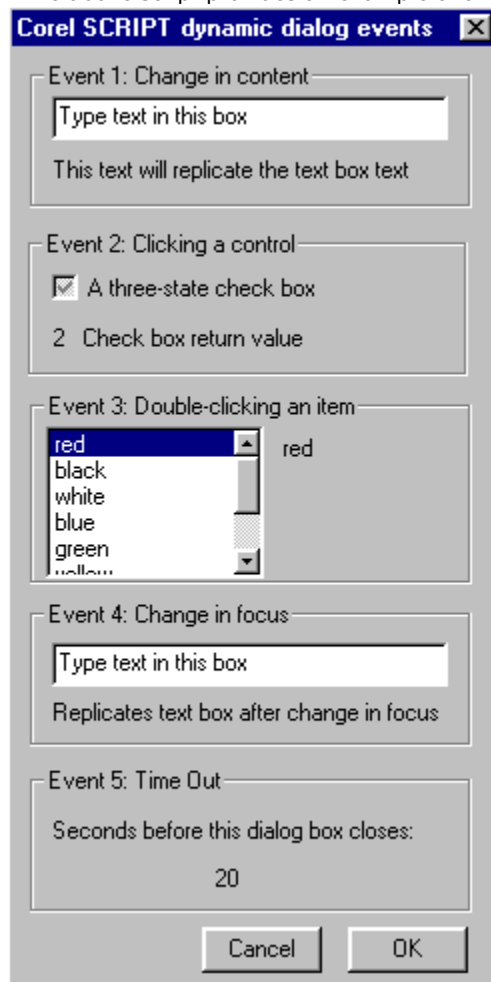 Corel SCRIPT dynamic dialog events
Event 1: Change in content
Type text in this box
This text will replicate the text box text
Event 2: Clicking a control
A three-state check box
2 Check box return value
Event 3: Double-clicking an item
red red
black
white
blue
green
Event 4: Change in focus
Type text in this box
Replicates text box after change in focus
Event 5: Time Out
Seconds before this dialog box closes:
20
Cancel OK